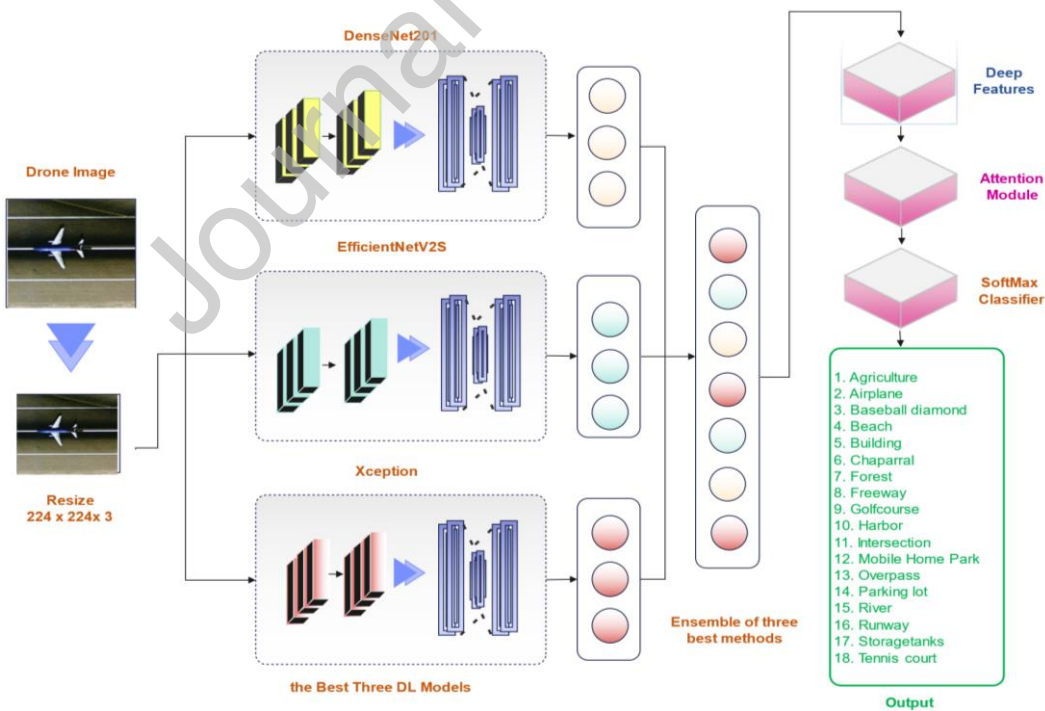 Journal
DenseNet201
Drone Image
EfficientNetV2S
Xception
Resize
224 x 224x 3
the Best Three DL Models
Ensemble of three
best methods
Deep
Features
Attention
Module
SoftMax
Classifier
1. Agriculture
2. Airplane
3. Baseball diamond
4. Beach
5. Building
6. Chaparral
7. Forest
8. Freeway
9. Golfcourse
10. Harbor
11. Intersection
12. Mobile Home Park
13. Overpass
14. Parking lot
15. River
16. Runway
17. Storagetanks
18. Tennis court
Output